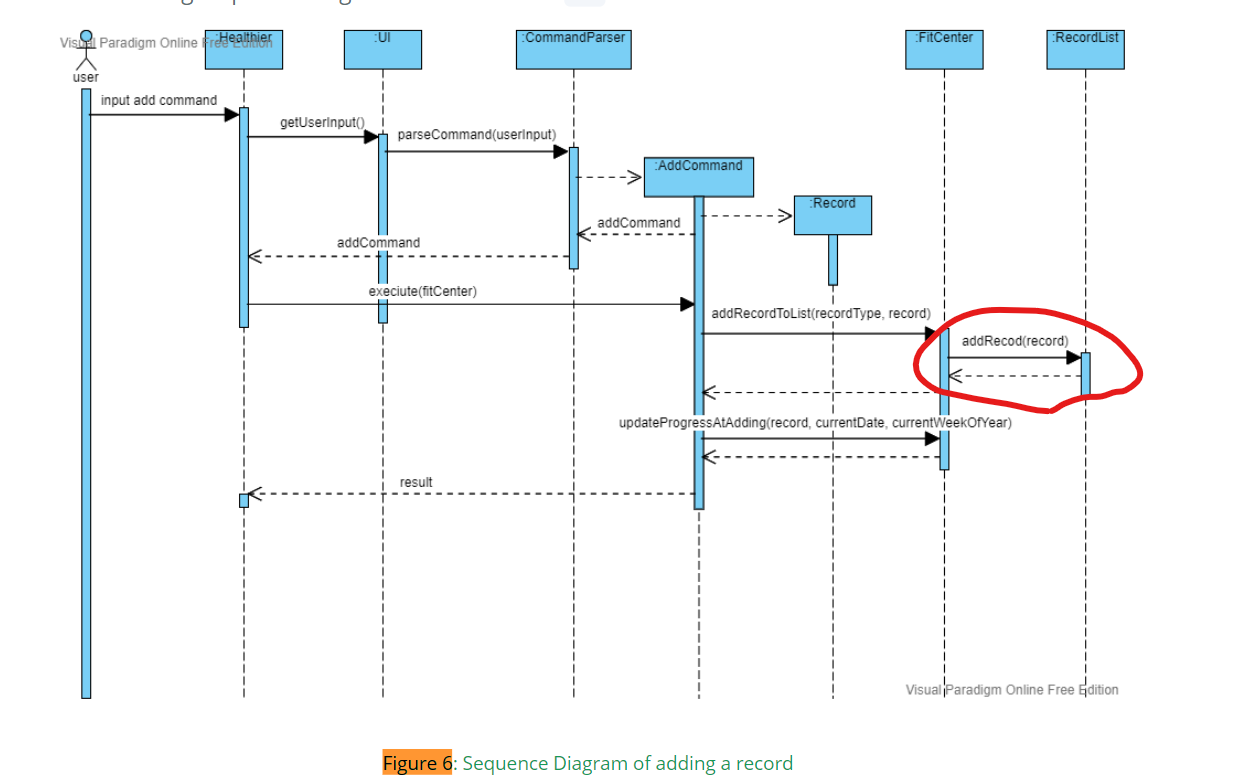 Visual Paradigm Online Free Edition
:Healthier
:UI
:CommandParser
:FitCenter
:RecordList
user
input add command
getUserInput()
parseCommand(userInput)
:AddCommand
:Record
addCommand
addCommand
execiute(fitCenter)
addRecordToList(recordType, record)
addRecod(record)
updateProgressAtAdding(record, currentDate, currentWeekOfYear)
result
Visual Paradigm Online Free Edition
Figure 6: Sequence Diagram of adding a record